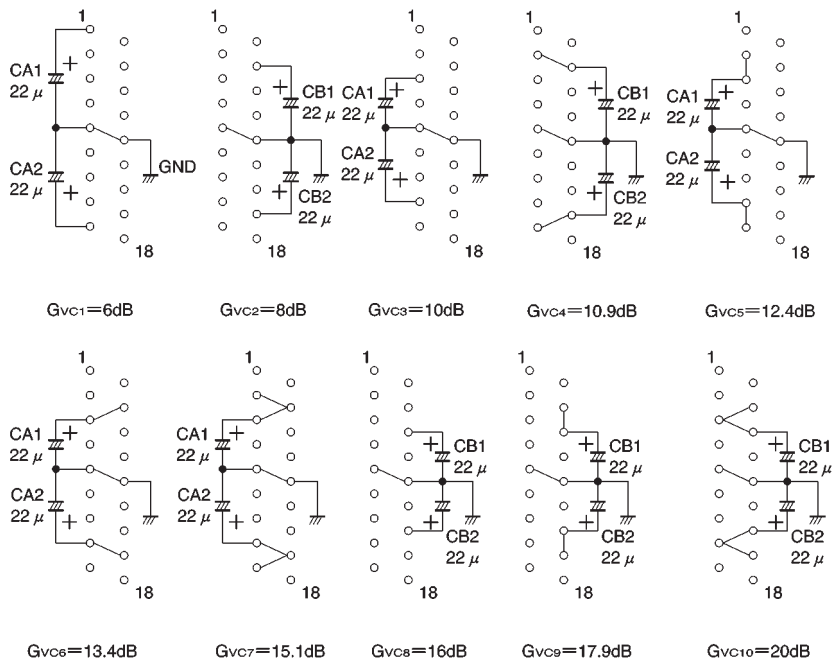 1
CA1
22 μ
+
CA2
22 μ
+
GND
18
GVC1=6dB
1
+
CB1
22 μ
CB2
22 μ
+
18
GVC2=8dB
1
CA1
22 μ
+
CA2
22 μ
+
18
GVC3=10dB
1
+
CB1
22 μ
CB2
22 μ
+
18
GVC4=10.9dB
1
CA1
22 μ
+
CA2
22 μ
+
18
GVC5=12.4dB
1
CA1
22 μ
+
CA2
22 μ
+
18
GVC6=13.4dB
1
CA1
22 μ
+
CA2
22 μ
+
18
GVC7=15.1dB
1
+
CB1
22 μ
+
CB2
22 μ
18
GVC8=16dB
1
+
CB1
22 μ
+
CB2
22 μ
18
GVC9=17.9dB
1
+
CB1
22 μ
+
CB2
22 μ
18
GVC10=20dB